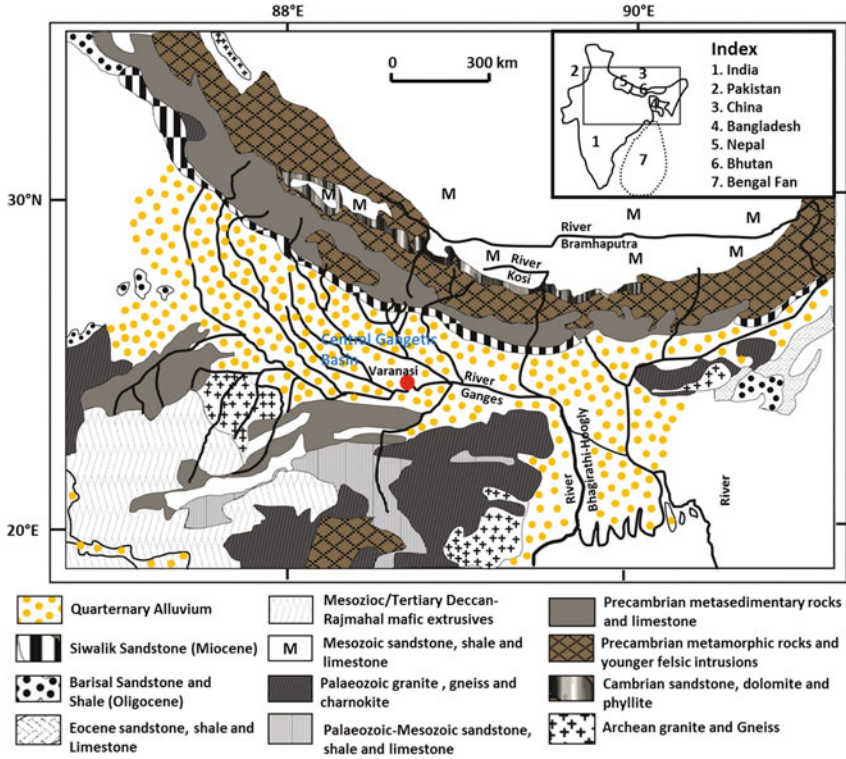 88°E
90°E
0
300 km
Index
1. India
2. Pakistan
3. China
4. Bangladesh
5. Nepal
6. Bhutan
7. Bengal Fan
2
3
5
6
4
1
7
30°N
M
M
M
M
M
River
Bramhaputra
M
M
M
River
Kosi
Central Gangetic
Basin
Varanasi
River
Ganges
River
Bhagirathi-Hoogly
River
20°E
Quarternary Alluvium
Siwalik Sandstone (Miocene)
Barisal Sandstone and
Shale (Oligocene)
Eocene sandstone, shale and
Limestone
Mesozioc/Tertiary Deccan-
Rajmahal mafic extrusives
M
Mesozoic sandstone, shale and
limestone
Palaeozoic granite , gneiss and
charnokite
Palaeozoic-Mesozoic sandstone,
shale and limestone
Precambrian metasedimentary rocks
and limestone
Precambrian metamorphic rocks and
younger felsic intrusions
Cambrian sandstone, dolomite and
phyllite
Archean granite and Gneiss